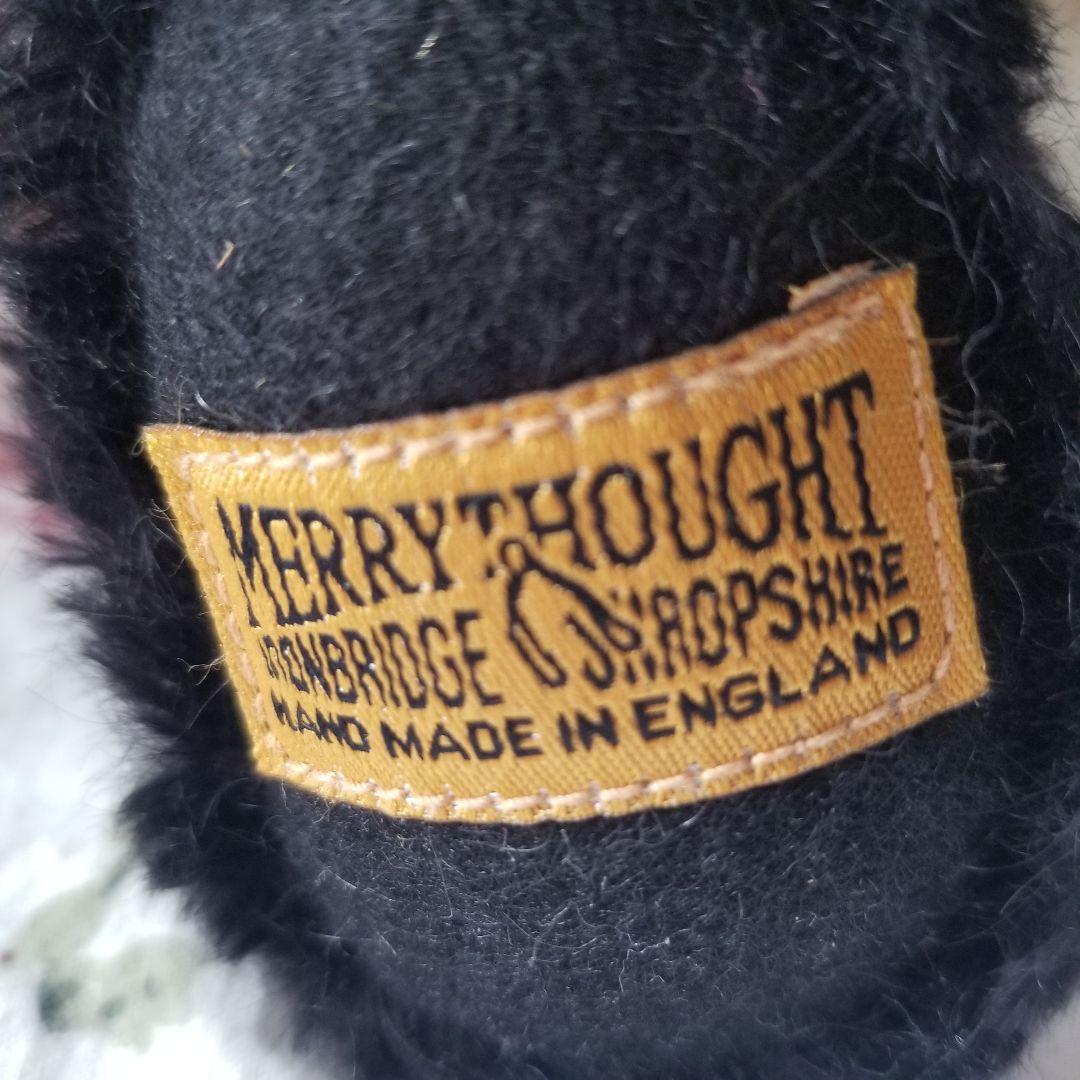 MERRYTHOUGHT
IRONBRIDGE SHROPSHIRE
HAND MADE IN ENGLAND